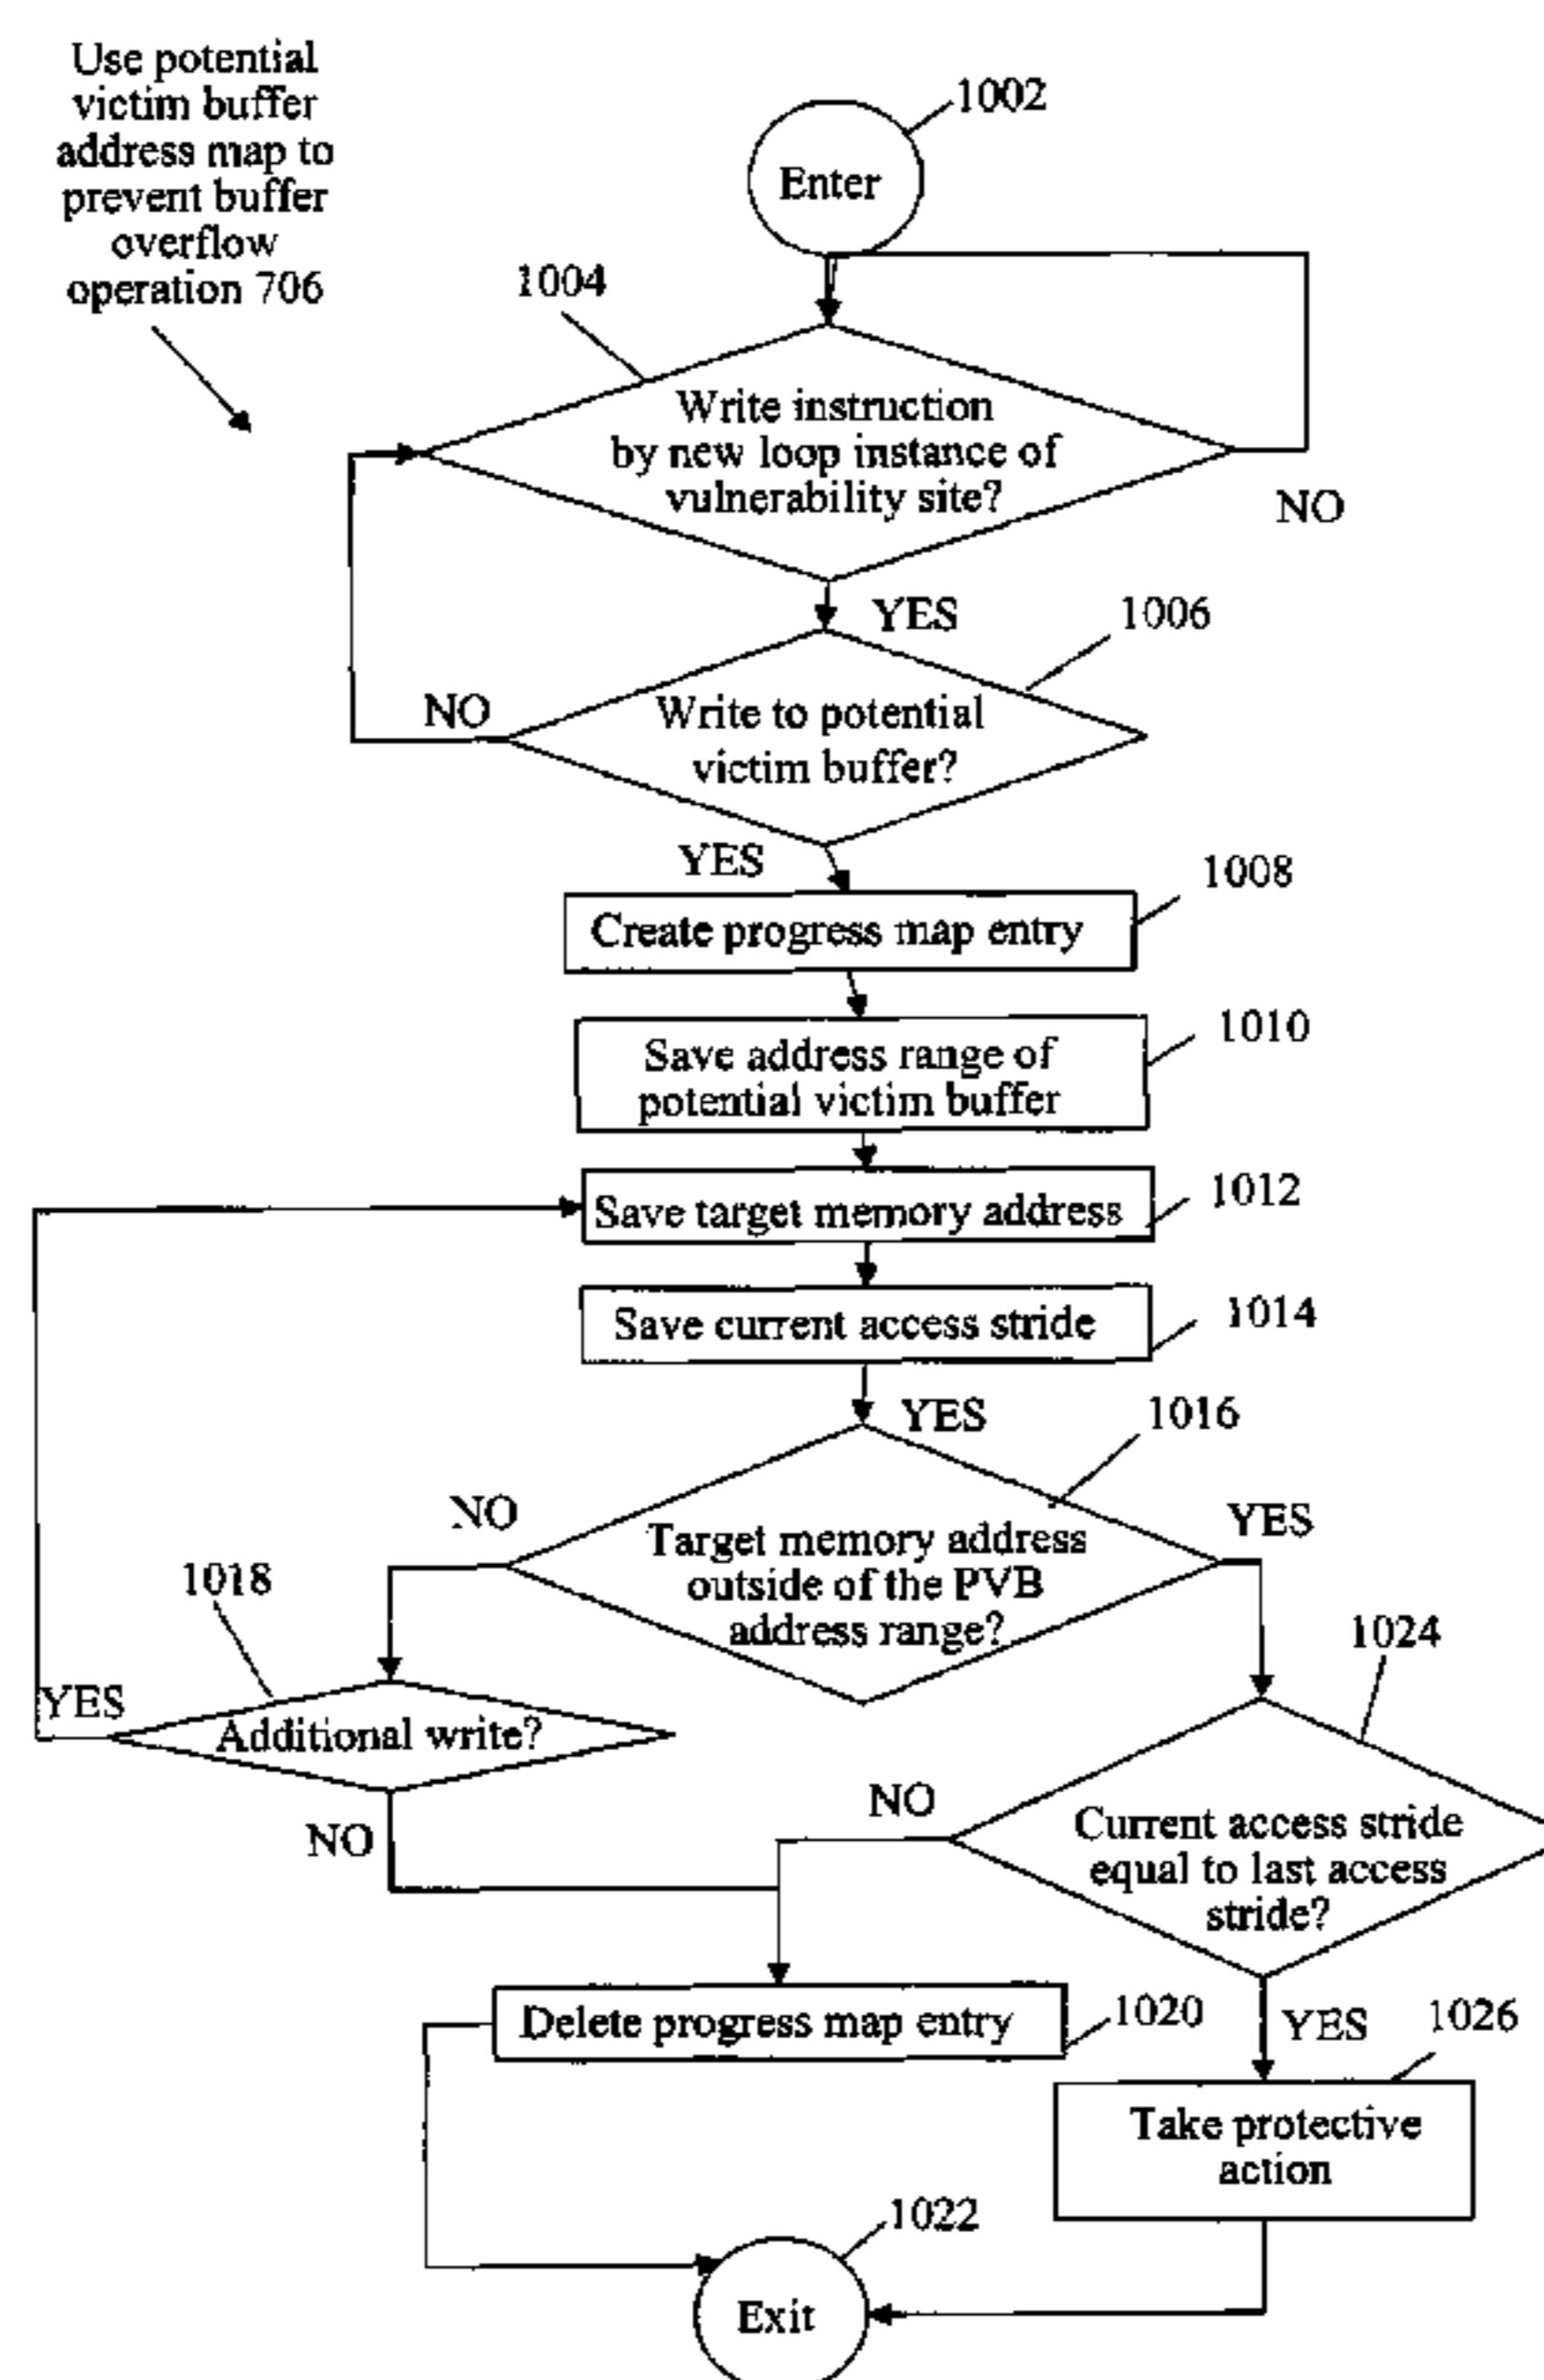 Use potential
victim buffer
address map to
prevent buffer
overflow
operation 706
1002
Enter
1004
Write instruction
by new loop instance of
vulnerability site?
NO
YES
1006
NO
Write to potential
victim buffer?
YES
1008
Create progress map entry
1010
Save address range of
potential victim buffer
1012
Save target memory address
1014
Save current access stride
YES
1016
NO
YES
Target memory address
outside of the PVB
address range?
1018
1024
YES
Additional write?
NO
NO
Current access stride
equal to last access
stride?
Delete progress map entry
1020
YES
1026
Take protective
action
1022
Exit